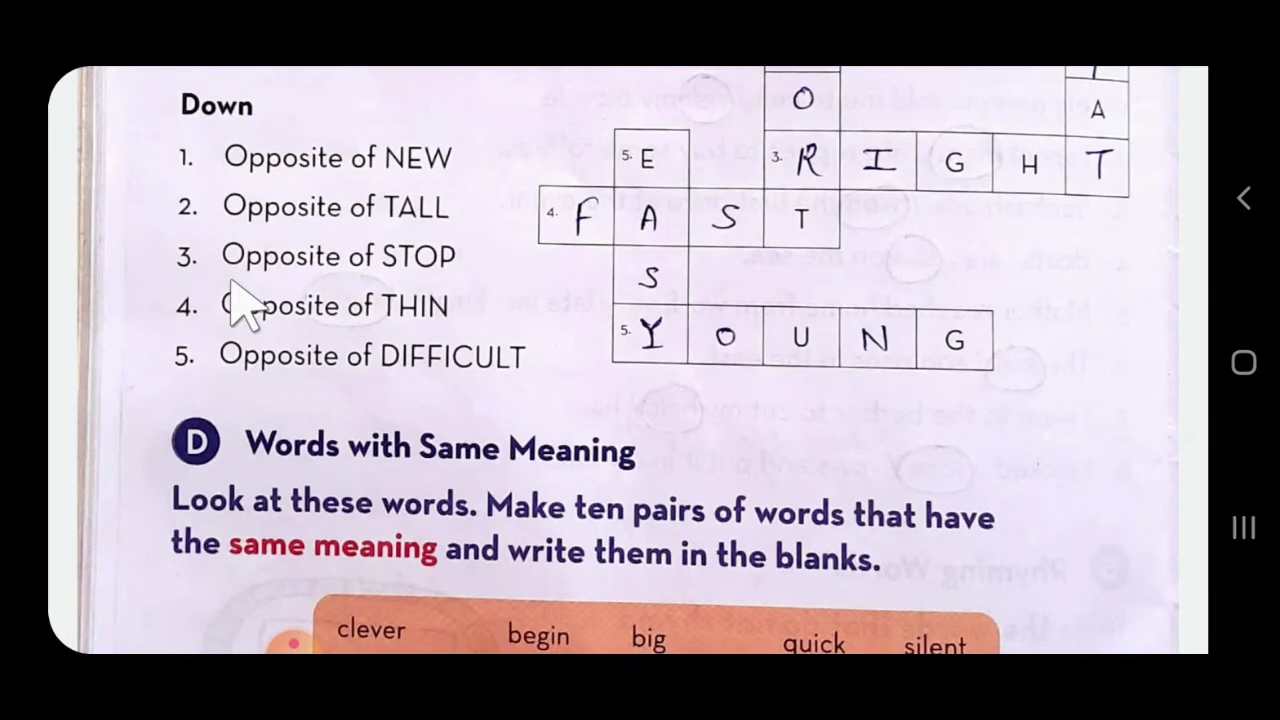 Down
1. Opposite of NEW
2. Opposite of TALL
3. Opposite of STOP
4. Opposite of THIN
5. Opposite of DIFFICULT
O A
5. E 3. R I G H T
4. F A S T
S
5. Y O U N G
D Words with Same Meaning
Look at these words. Make ten pairs of words that have
the same meaning and write them in the blanks.
clever begin big quick silent